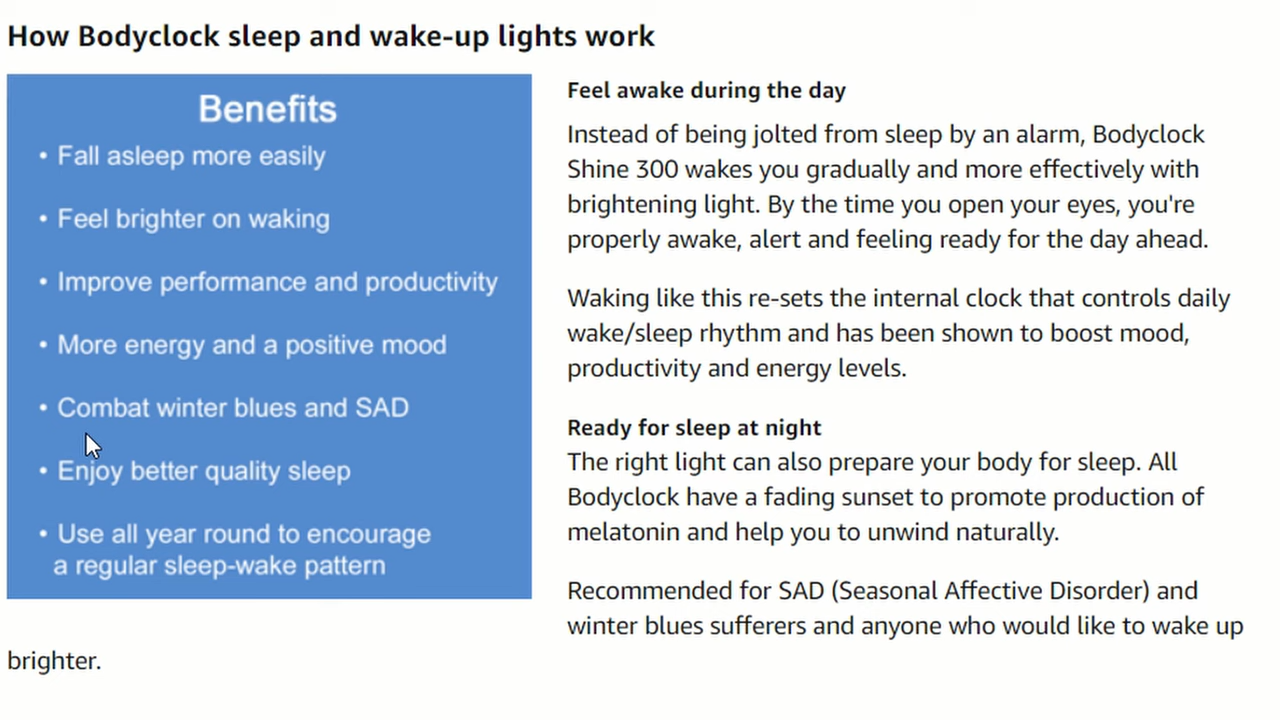 How Bodyclock sleep and wake-up lights work
Benefits
• Fall asleep more easily
• Feel brighter on waking
• Improve performance and productivity
• More energy and a positive mood
• Combat winter blues and SAD
• Enjoy better quality sleep
• Use all year round to encourage
a regular sleep-wake pattern
Feel awake during the day
Instead of being jolted from sleep by an alarm, Bodyclock
Shine 300 wakes you gradually and more effectively with
brightening light. By the time you open your eyes, you're
properly awake, alert and feeling ready for the day ahead.
Waking like this re-sets the internal clock that controls daily
wake/sleep rhythm and has been shown to boost mood,
productivity and energy levels.
Ready for sleep at night
The right light can also prepare your body for sleep. All
Bodyclock have a fading sunset to promote production of
melatonin and help you to unwind naturally.
Recommended for SAD (Seasonal Affective Disorder) and
winter blues sufferers and anyone who would like to wake up
brighter.